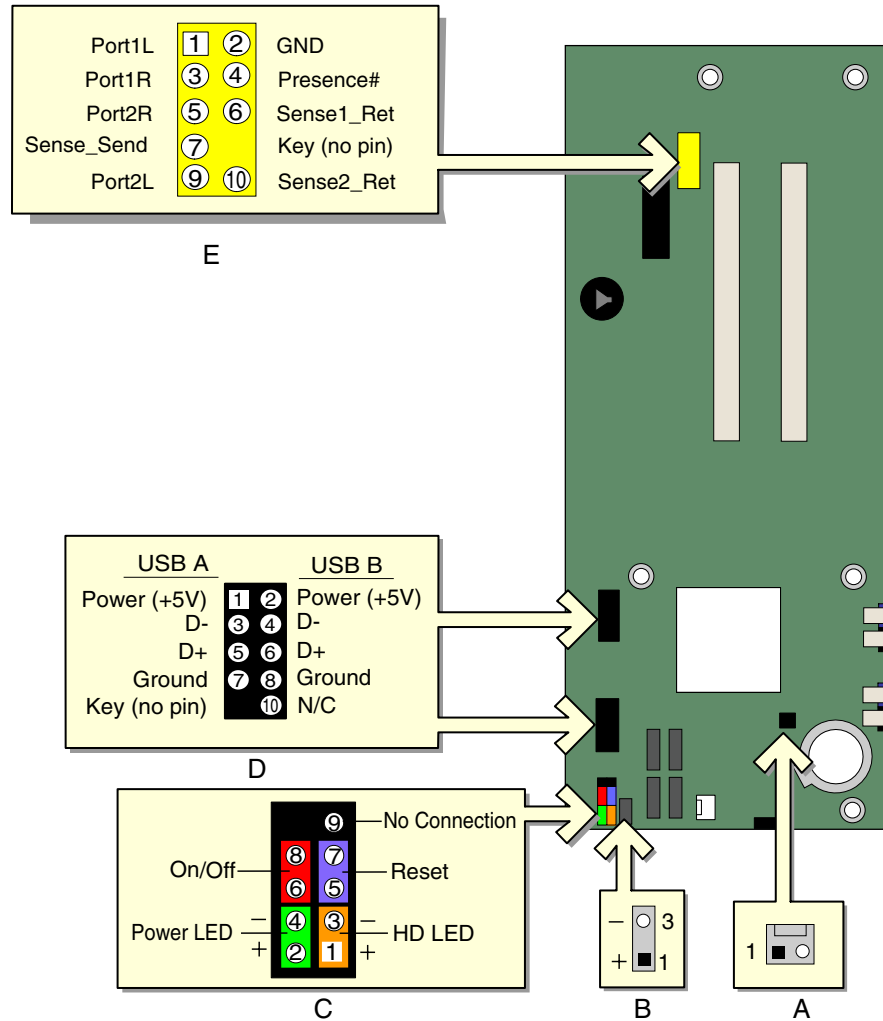 Port1L 1 2 GND
Port1R 3 4 Presence#
Port2R 5 6 Sense1_Ret
Sense_Send 7 Key (no pin)
Port2L 9 10 Sense2_Ret
E
USB A USB B
Power (+5V) 1 2 Power (+5V)
D- 3 4 D-
D+ 5 6 D+
Ground 7 8 Ground
Key (no pin) 10 N/C
D
9 No Connection
8 7
On/Off Reset
6 5
− 4 3 −
Power LED HD LED
+ 2 1 +
C
− 3
+ 1
B
1
A